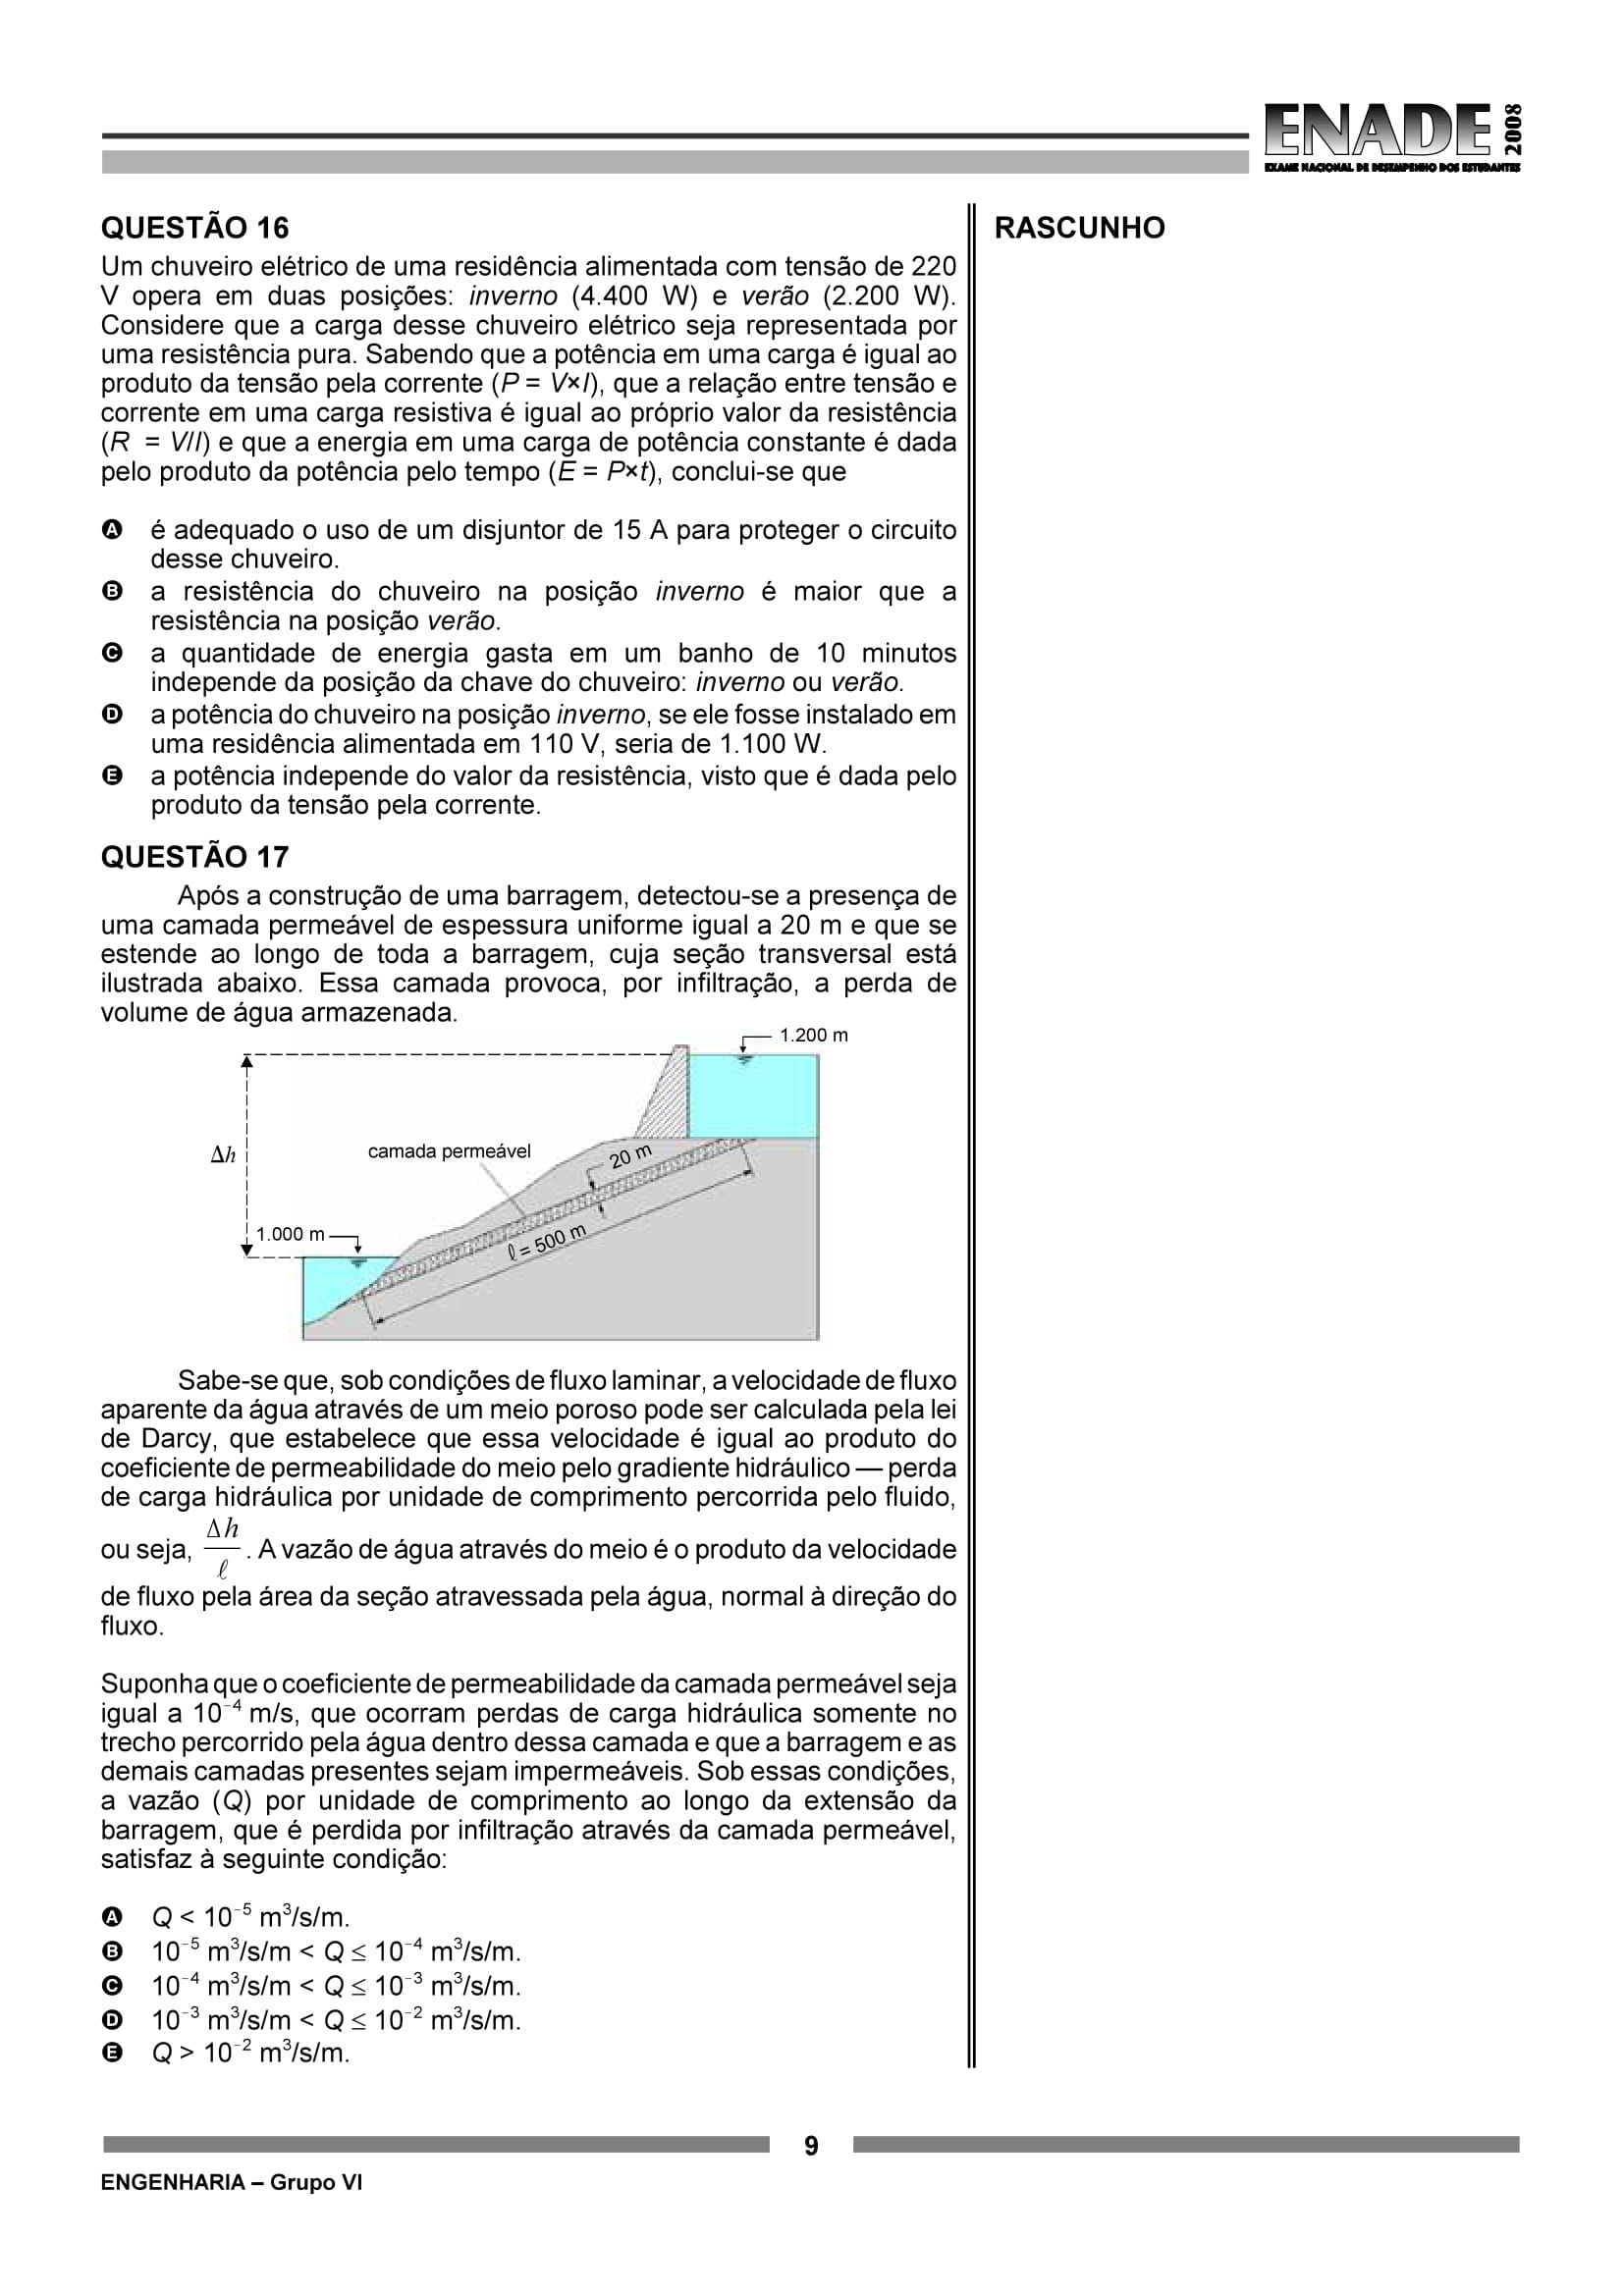 ENADE 2008
EXAME NACIONAL DE DESEMPENHO DOS ESTUDANTES
QUESTÃO 16
Um chuveiro elétrico de uma residência alimentada com tensão de 220
V opera em duas posições: inverno (4.400 W) e verão (2.200 W).
Considere que a carga desse chuveiro elétrico seja representada por
uma resistência pura. Sabendo que a potência em uma carga é igual ao
produto da tensão pela corrente (P = V×I), que a relação entre tensão e
corrente em uma carga resistiva é igual ao próprio valor da resistência
(R = V/I) e que a energia em uma carga de potência constante é dada
pelo produto da potência pelo tempo (E = P×t), conclui-se que
A é adequado o uso de um disjuntor de 15 A para proteger o circuito
desse chuveiro.
B a resistência do chuveiro na posição inverno é maior que a
resistência na posição verão.
C a quantidade de energia gasta em um banho de 10 minutos
independe da posição da chave do chuveiro: inverno ou verão.
D a potência do chuveiro na posição inverno, se ele fosse instalado em
uma residência alimentada em 110 V, seria de 1.100 W.
E a potência independe do valor da resistência, visto que é dada pelo
produto da tensão pela corrente.
QUESTÃO 17
Após a construção de uma barragem, detectou-se a presença de
uma camada permeável de espessura uniforme igual a 20 m e que se
estende ao longo de toda a barragem, cuja seção transversal está
ilustrada abaixo. Essa camada provoca, por infiltração, a perda de
volume de água armazenada.
1.200 m
Δh
camada permeável
20 m
1.000 m
ℓ = 500 m
Sabe-se que, sob condições de fluxo laminar, a velocidade de fluxo
aparente da água através de um meio poroso pode ser calculada pela lei
de Darcy, que estabelece que essa velocidade é igual ao produto do
coeficiente de permeabilidade do meio pelo gradiente hidráulico — perda
de carga hidráulica por unidade de comprimento percorrida pelo fluido,
ou seja, Δh/ℓ. A vazão de água através do meio é o produto da velocidade
de fluxo pela área da seção atravessada pela água, normal à direção do
fluxo.
Suponha que o coeficiente de permeabilidade da camada permeável seja
igual a 10⁻⁴ m/s, que ocorram perdas de carga hidráulica somente no
trecho percorrido pela água dentro dessa camada e que a barragem e as
demais camadas presentes sejam impermeáveis. Sob essas condições,
a vazão (Q) por unidade de comprimento ao longo da extensão da
barragem, que é perdida por infiltração através da camada permeável,
satisfaz à seguinte condição:
A Q < 10⁻⁵ m³/s/m.
B 10⁻⁵ m³/s/m < Q ≤ 10⁻⁴ m³/s/m.
C 10⁻⁴ m³/s/m < Q ≤ 10⁻³ m³/s/m.
D 10⁻³ m³/s/m < Q ≤ 10⁻² m³/s/m.
E Q > 10⁻² m³/s/m.
RASCUNHO
9
ENGENHARIA – Grupo VI